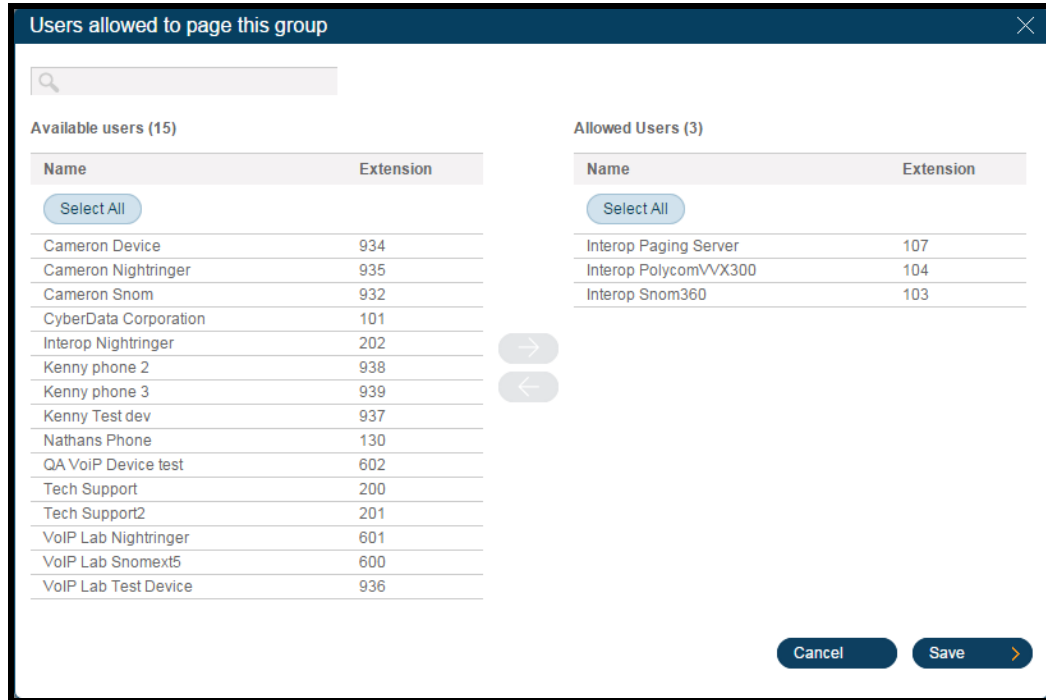 Users allowed to page this group
Available users (15)
Name Extension
Select All
Cameron Device 934
Cameron Nightringer 935
Cameron Snom 932
CyberData Corporation 101
Interop Nightringer 202
Kenny phone 2 938
Kenny phone 3 939
Kenny Test dev 937
Nathans Phone 130
QA VoiP Device test 602
Tech Support 200
Tech Support2 201
VoIP Lab Nightringer 601
VoIP Lab Snomext5 600
VoIP Lab Test Device 936
Allowed Users (3)
Name Extension
Select All
Interop Paging Server 107
Interop PolycomVVX300 104
Interop Snom360 103
Cancel
Save